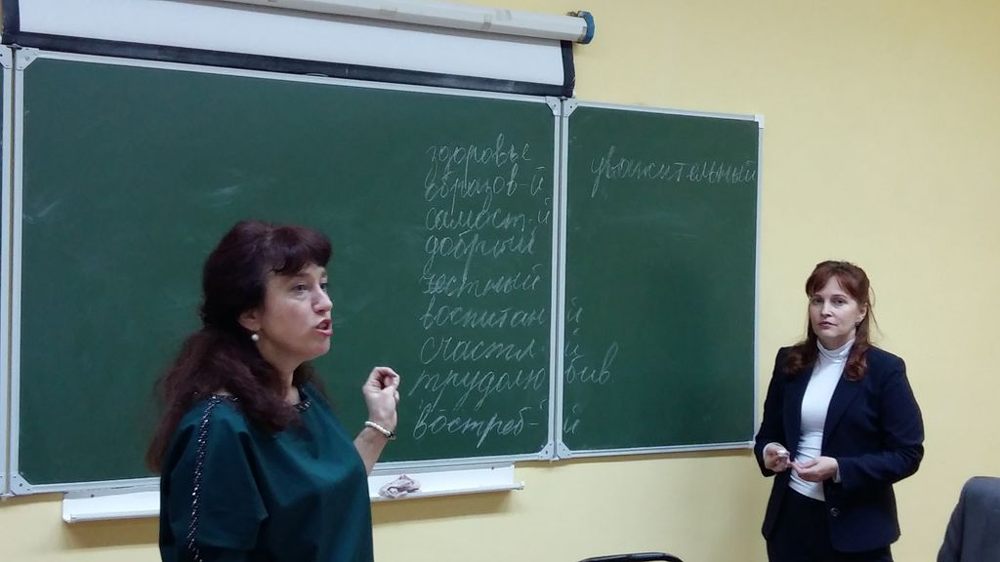 здоровье
образов-й
самост-й
добрый
честный
воспитан й
счастл-й
трудолюбив
востреб-й
уважительный